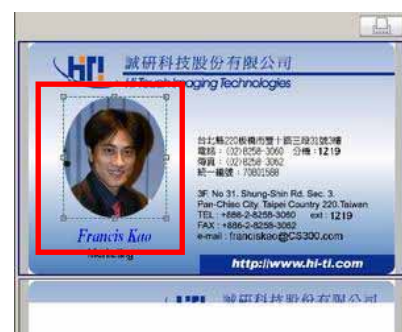 HiTi
誠研科技股份有限公司
Hi-Touch Imaging Technologies
台北縣220板橋市雙十路三段31號3樓
電話：(02)8258-3060 分機：1219
傳真：(02)8258-3062
統一編號：70801568
3F, No 31. Shung-Shin Rd. Sec. 3.
Pan-Chiao City. Taipei Country 220.Taiwan
TEL : +886-2-8258-3060 ext : 1219
FAX : +886-2-8258-3062
e-mail : franciskao@CS300.com
Francis Kao
Marketing
http://www.hi-ti.com
誠研科技股份有限公司